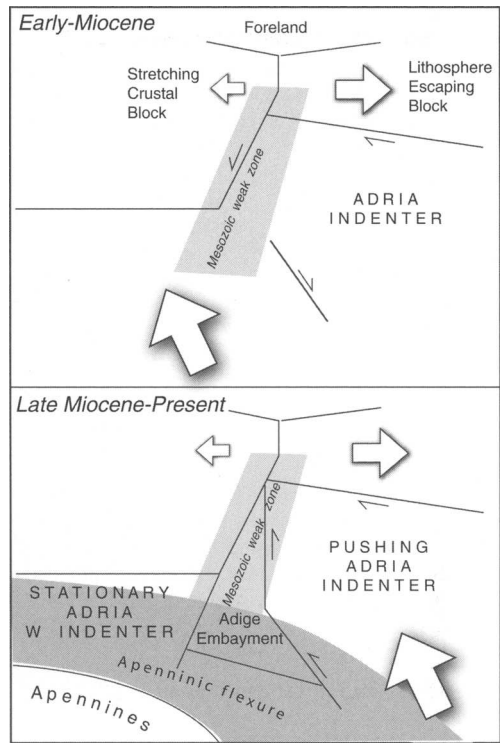 Early-Miocene
Foreland
Stretching
Crustal
Block
Lithosphere
Escaping
Block
Mesozoic weak zone
ADRIA
INDENTER
Late Miocene-Present
Mesozoic weak zone
PUSHING
ADRIA
INDENTER
STATIONARY
ADRIA
W INDENTER
Adige
Embayment
Apenninic flexure
Apennines